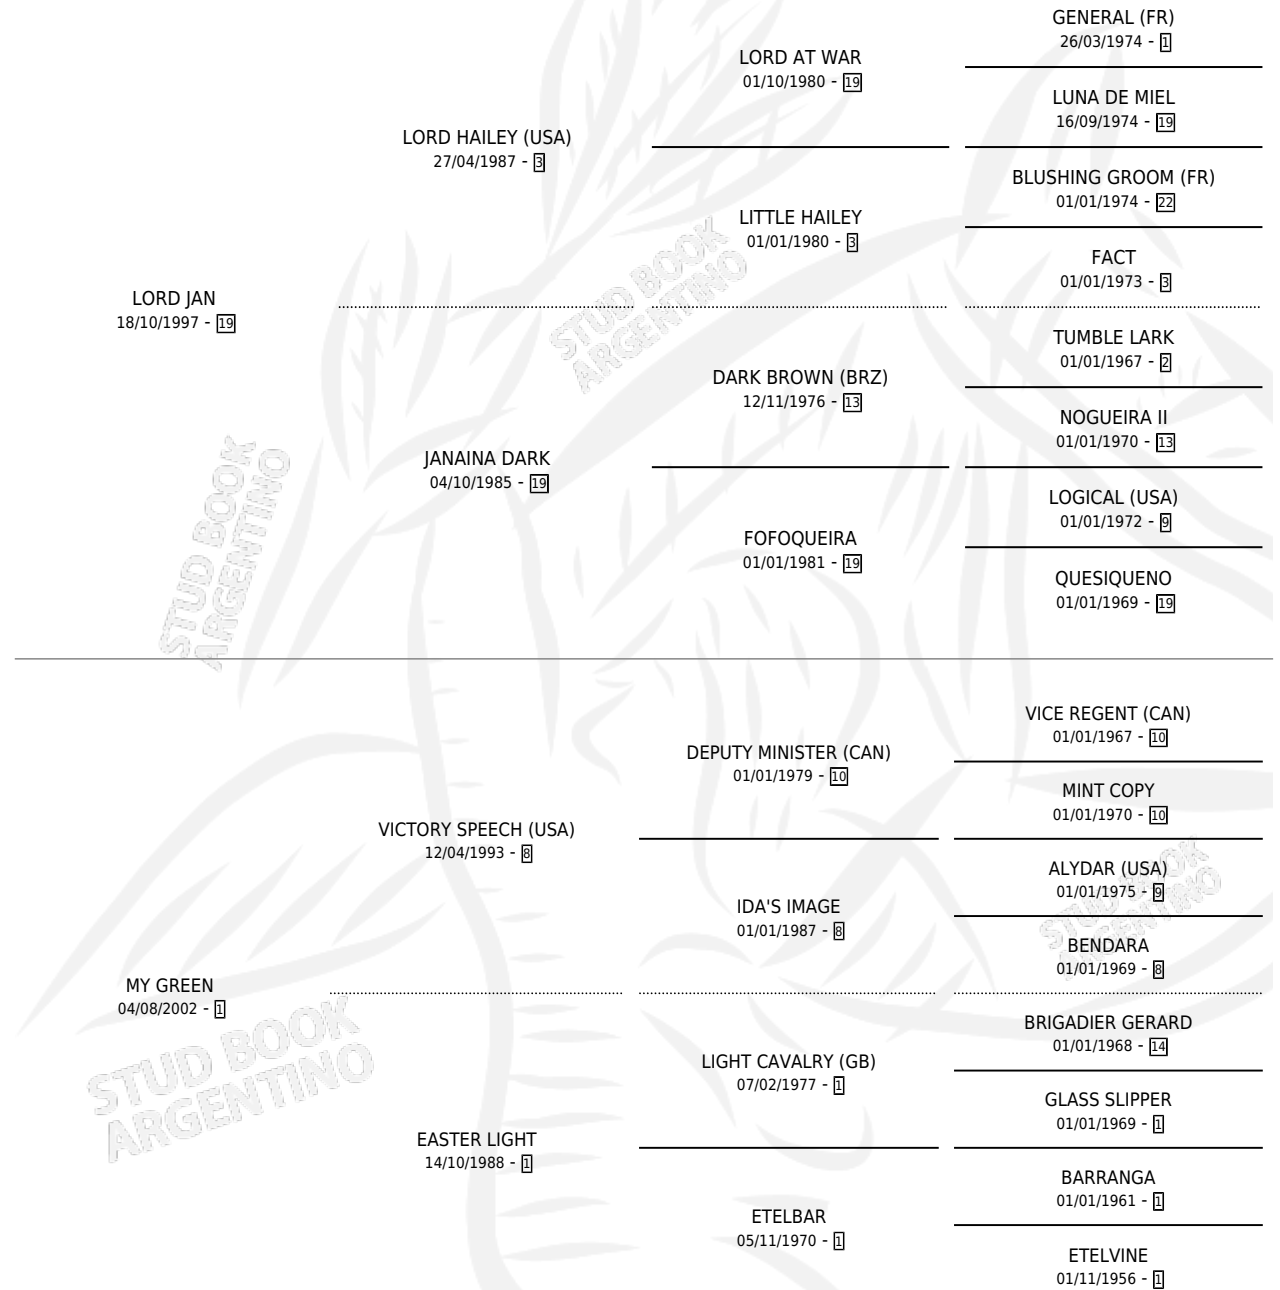 GENERAL (FR)
26/03/1974 - 1
LORD AT WAR
01/10/1980 - 19
LUNA DE MIEL
16/09/1974 - 19
LORD HAILEY (USA)
27/04/1987 - 3
BLUSHING GROOM (FR)
01/01/1974 - 22
LITTLE HAILEY
01/01/1980 - 3
FACT
01/01/1973 - 3
LORD JAN
18/10/1997 - 19
STUD BOOK
ARGENTINO
TUMBLE LARK
01/01/1967 - 2
DARK BROWN (BRZ)
12/11/1976 - 13
NOGUEIRA II
01/01/1970 - 13
JANAINA DARK
04/10/1985 - 19
LOGICAL (USA)
01/01/1972 - 9
FOFOQUEIRA
01/01/1981 - 19
QUESIQUENO
01/01/1969 - 19
STUD BOOK
ARGENTINO
VICE REGENT (CAN)
01/01/1967 - 10
DEPUTY MINISTER (CAN)
01/01/1979 - 10
MINT COPY
01/01/1970 - 10
VICTORY SPEECH (USA)
12/04/1993 - 8
ALYDAR (USA)
01/01/1975 - 9
IDA'S IMAGE
01/01/1987 - 8
BENDARA
01/01/1969 - 8
STUD BOOK
ARGENTINO
MY GREEN
04/08/2002 - 1
BRIGADIER GERARD
01/01/1968 - 14
LIGHT CAVALRY (GB)
07/02/1977 - 1
GLASS SLIPPER
01/01/1969 - 1
STUD BOOK
ARGENTINO
EASTER LIGHT
14/10/1988 - 1
BARRANGA
01/01/1961 - 1
ETELBAR
05/11/1970 - 1
ETELVINE
01/11/1956 - 1